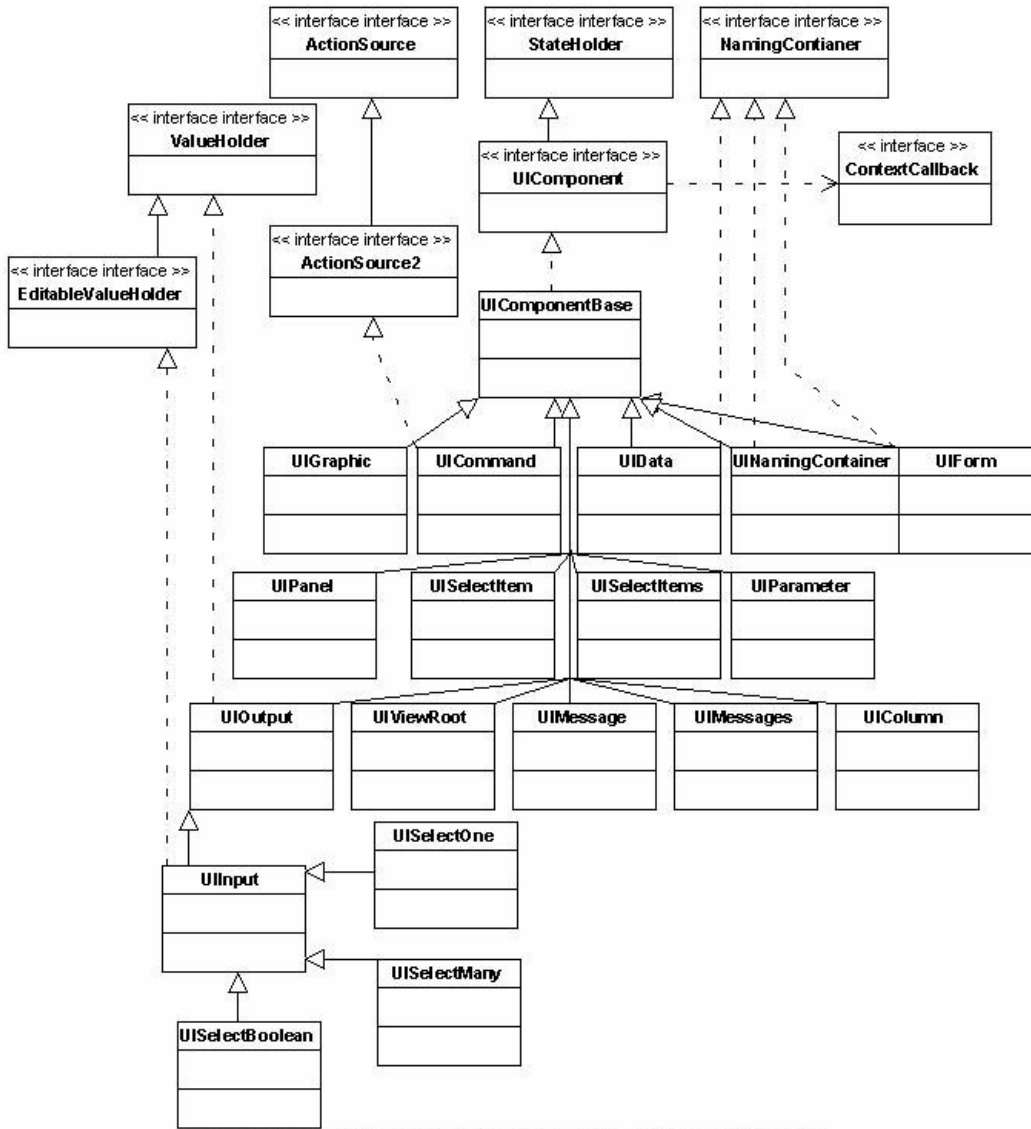 << interface interface >>
ActionSource
<< interface interface >>
StateHolder
<< interface interface >>
NamingContianer
<< interface interface >>
ValueHolder
<< interface interface >>
UIComponent
<< interface >>
ContextCallback
<< interface interface >>
ActionSource2
<< interface interface >>
EditableValueHolder
UIComponentBase
UIGraphic
UICommand
UIData
UINamingContainer
UIForm
UIPanel
UISelectItem
UISelectItems
UIParameter
UIOutput
UIViewRoot
UIMessage
UIMessages
UIColumn
UISelectOne
UIInput
UISelectMany
UISelectBoolean